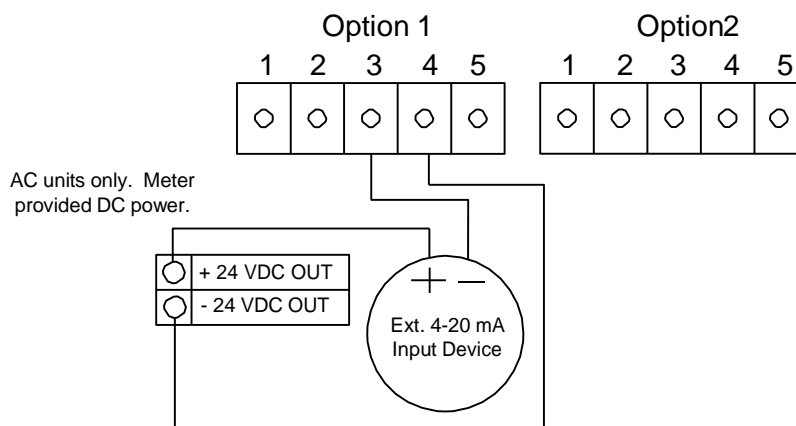 Option 1 Option2
1 2 3 4 5 1 2 3 4 5
AC units only. Meter
provided DC power.
+ 24 VDC OUT
- 24 VDC OUT
+ —
Ext. 4-20 mA
Input Device